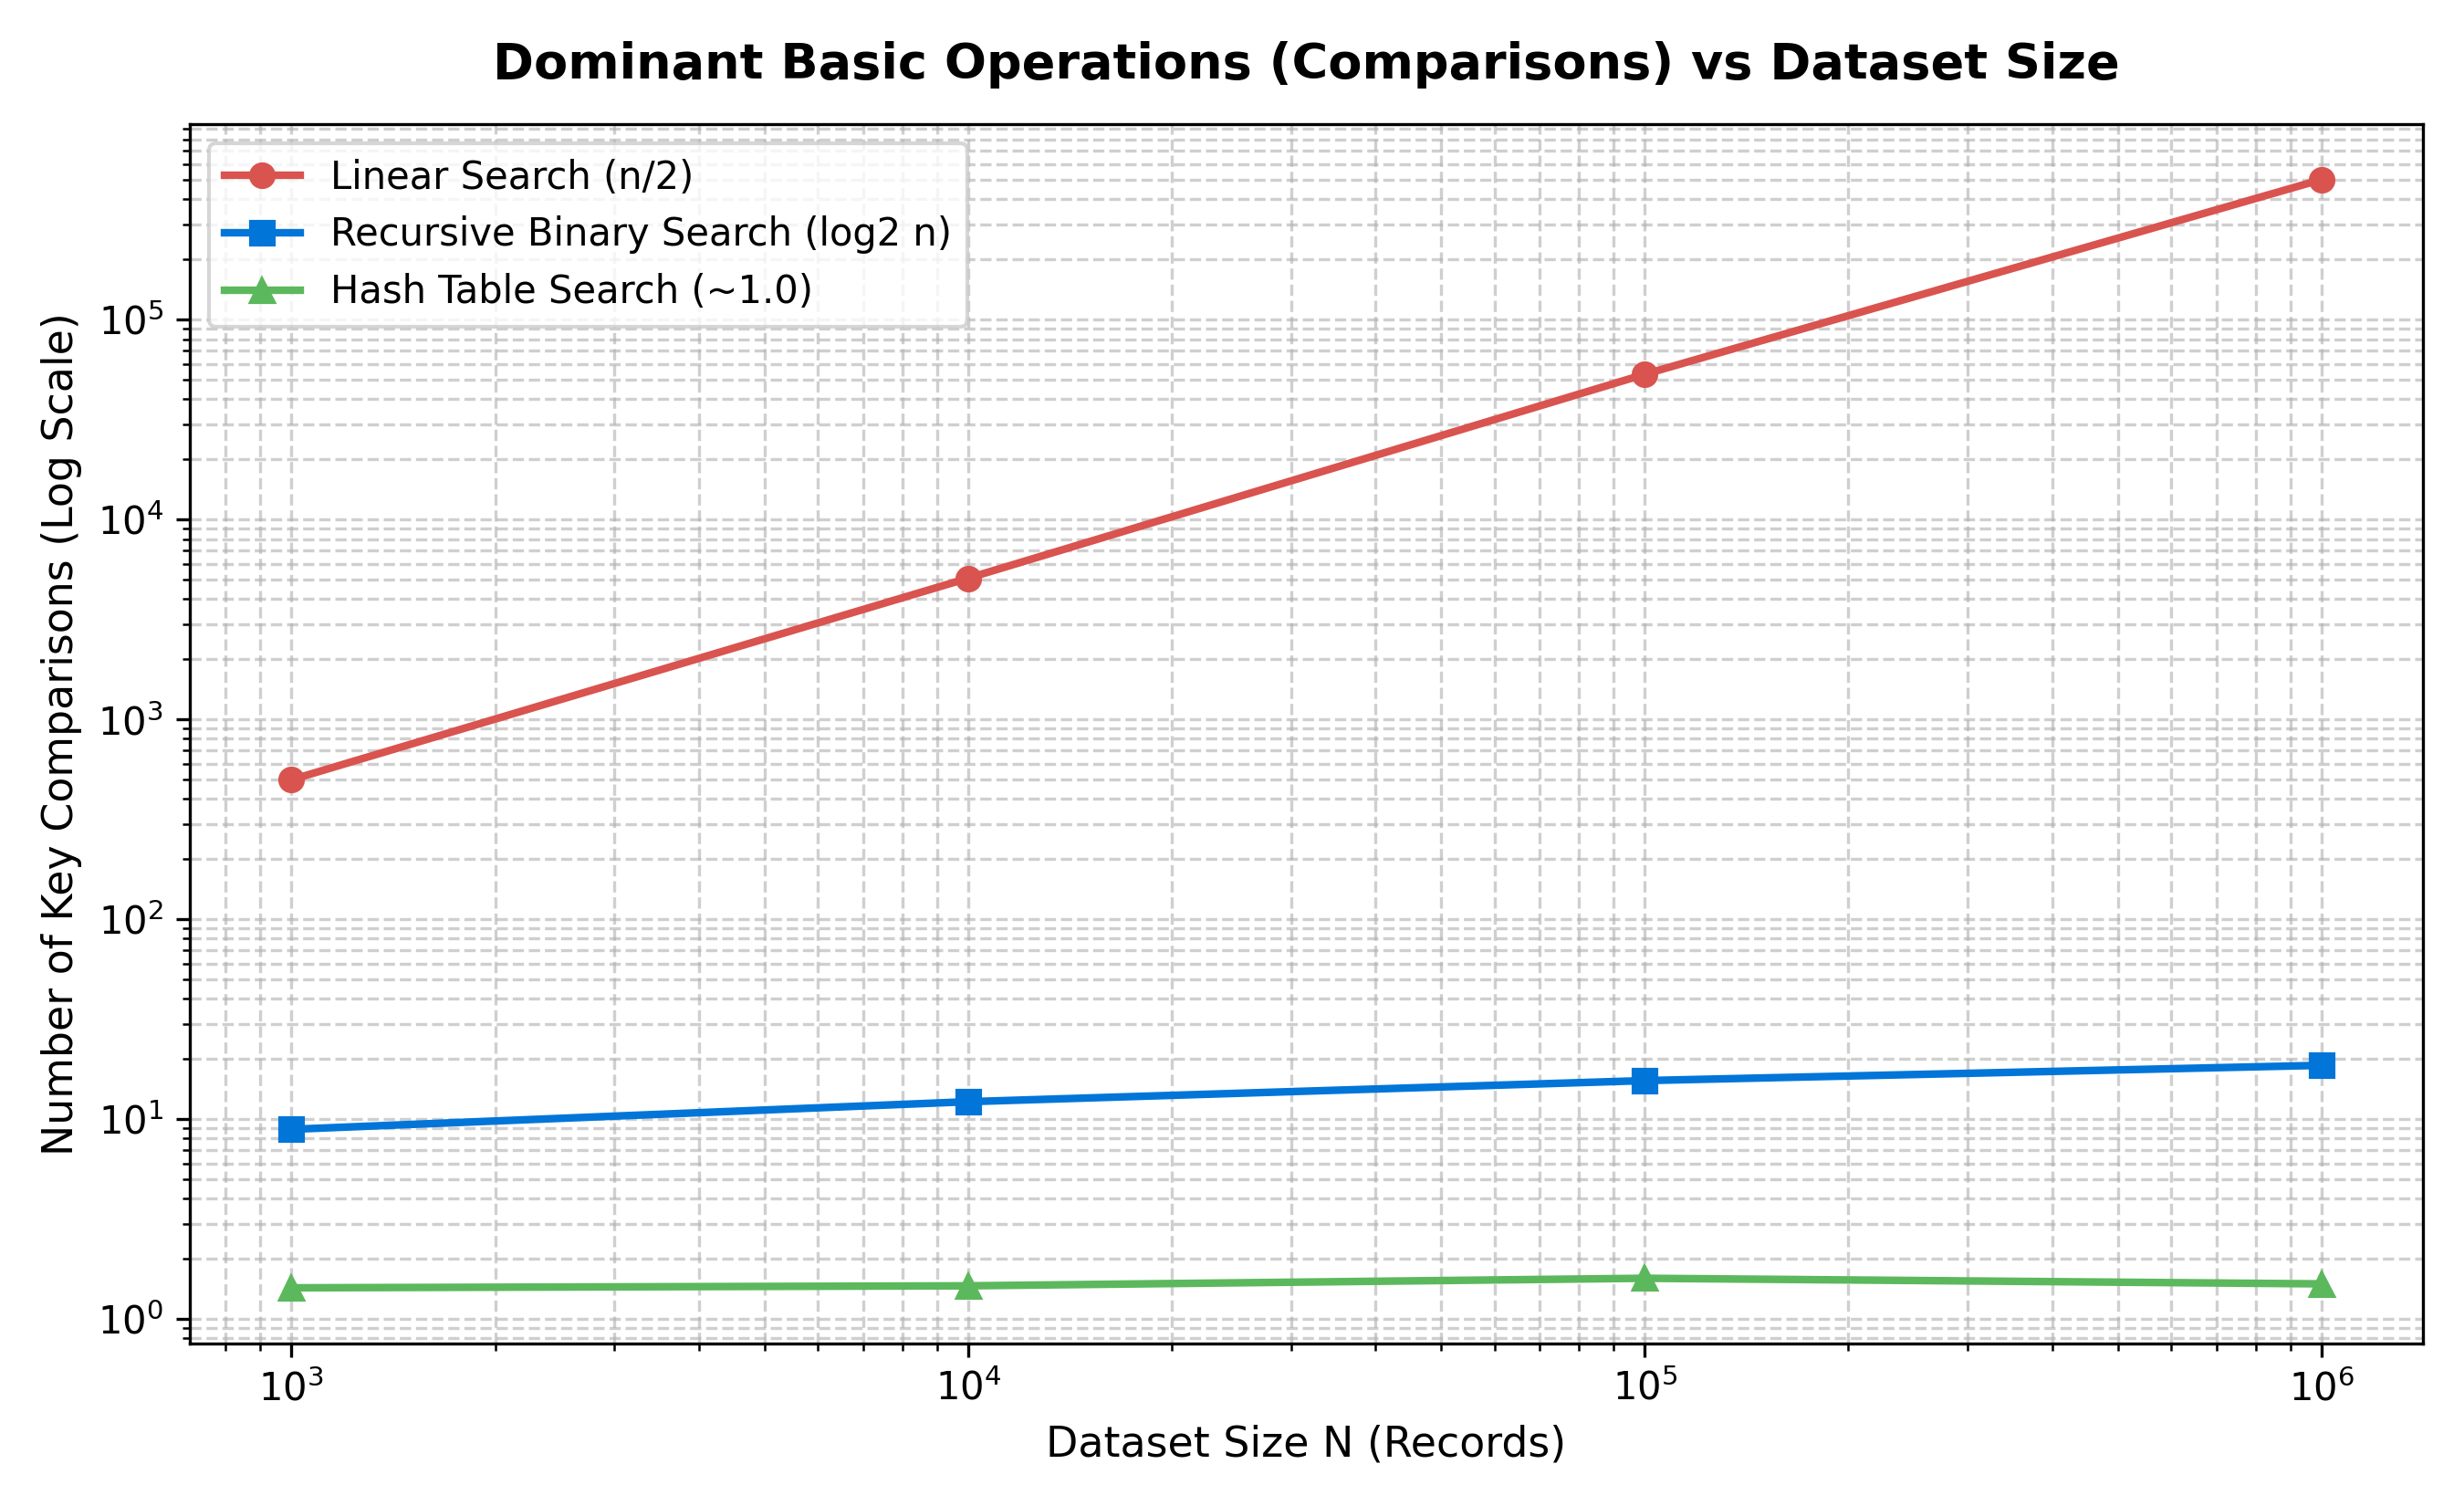 Dominant Basic Operations (Comparisons) vs Dataset Size
Linear Search (n/2)
Recursive Binary Search (log2 n)
Hash Table Search (~1.0)
Number of Key Comparisons (Log Scale)
10⁵
10⁴
10³
10²
10¹
10⁰
10³ 10⁴ 10⁵ 10⁶
Dataset Size N (Records)